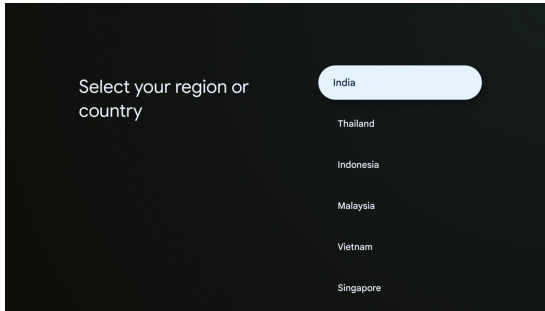 Select your region or
country
India
Thailand
Indonesia
Malaysia
Vietnam
Singapore